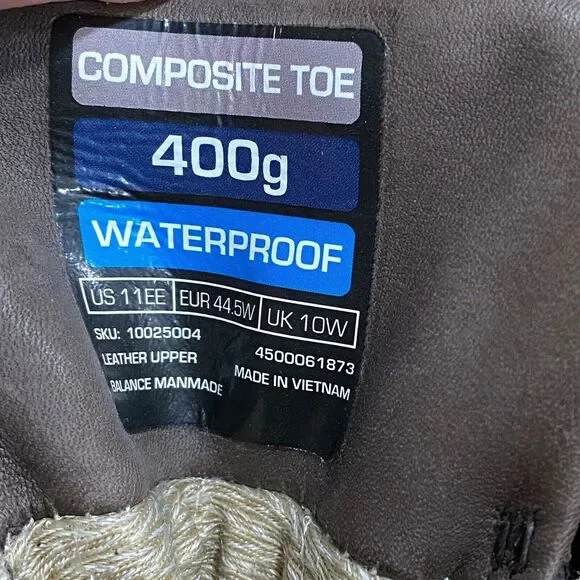 COMPOSITE TOE
400g
WATERPROOF
US 11EE EUR 44.5W UK 10W
SKU: 10025004 4500061873
LEATHER UPPER MADE IN VIETNAM
BALANCE MANMADE